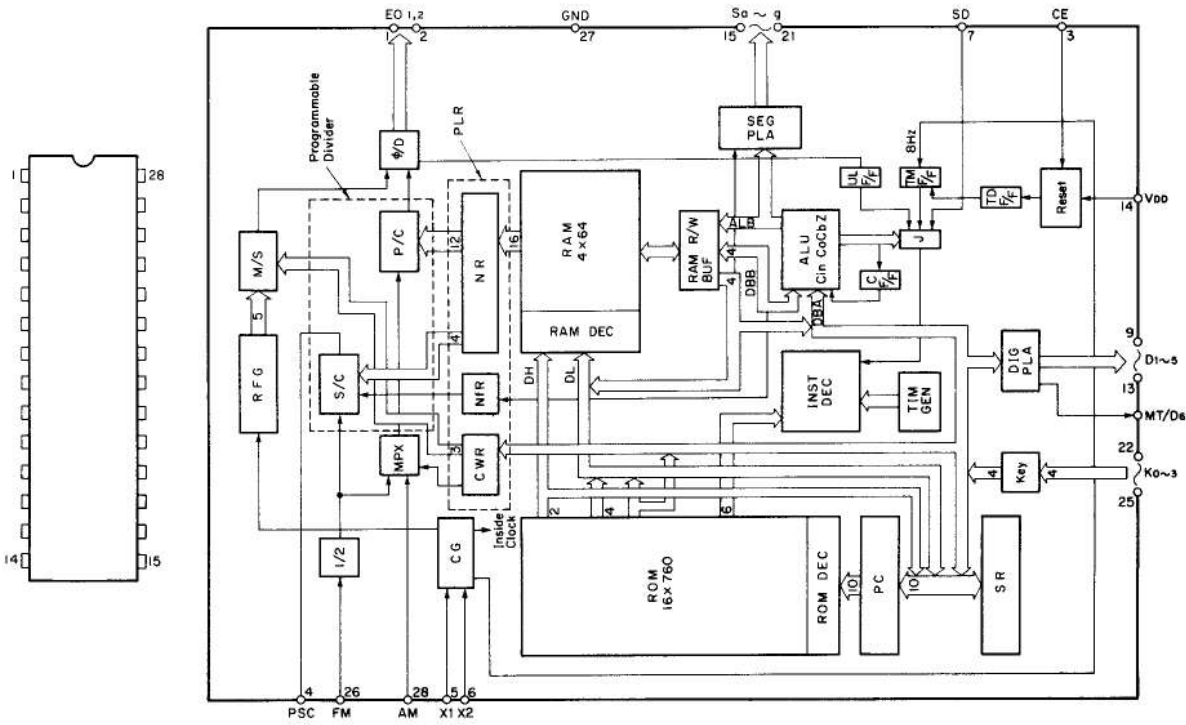 EO 1,2
GND
Sa ~ g
SD
CE
1
2
27
15
21
7
3
Programmable
Divider
PLR
SEG
PLA
8Hz
1
28
Φ/D
UL
F/F
TM
F/F
TD
F/F
Reset
14
VDD
M/S
P/C
12
NR
16
RAM
4×64
RAM R/W
BUF
ALB
4
4
DBB
ALU
Cin CoCbZ
J
C
F/F
DBA
5
4
RAM DEC
RFG
S/C
DH
DL
NfR
INST
DEC
TIM
GEN
DIG
PLA
9
D1~5
13
MT/D6
22
MPX
3
CWR
Key
4
4
K0~3
25
2
4
6
Inside
Clock
14
15
1/2
CG
ROM
16×760
ROM DEC
10
PC
10
SR
4
26
28
5
6
PSC
FM
AM
X1
X2